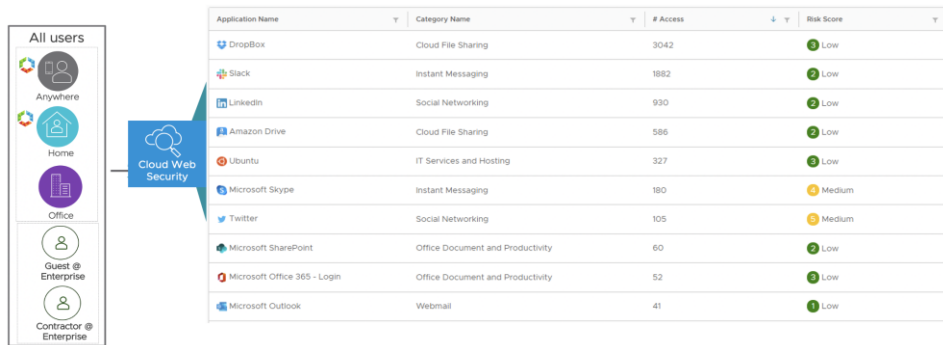 All users
Anywhere
Home
Office
Guest @
Enterprise
Contractor @
Enterprise
Cloud Web
Security
Application Name Category Name # Access Risk Score
DropBox Cloud File Sharing 3042 3 Low
Slack Instant Messaging 1882 2 Low
LinkedIn Social Networking 930 2 Low
Amazon Drive Cloud File Sharing 586 2 Low
Ubuntu IT Services and Hosting 327 3 Low
Microsoft Skype Instant Messaging 180 4 Medium
Twitter Social Networking 105 5 Medium
Microsoft SharePoint Office Document and Productivity 60 2 Low
Microsoft Office 365 - Login Office Document and Productivity 52 3 Low
Microsoft Outlook Webmail 41 1 Low